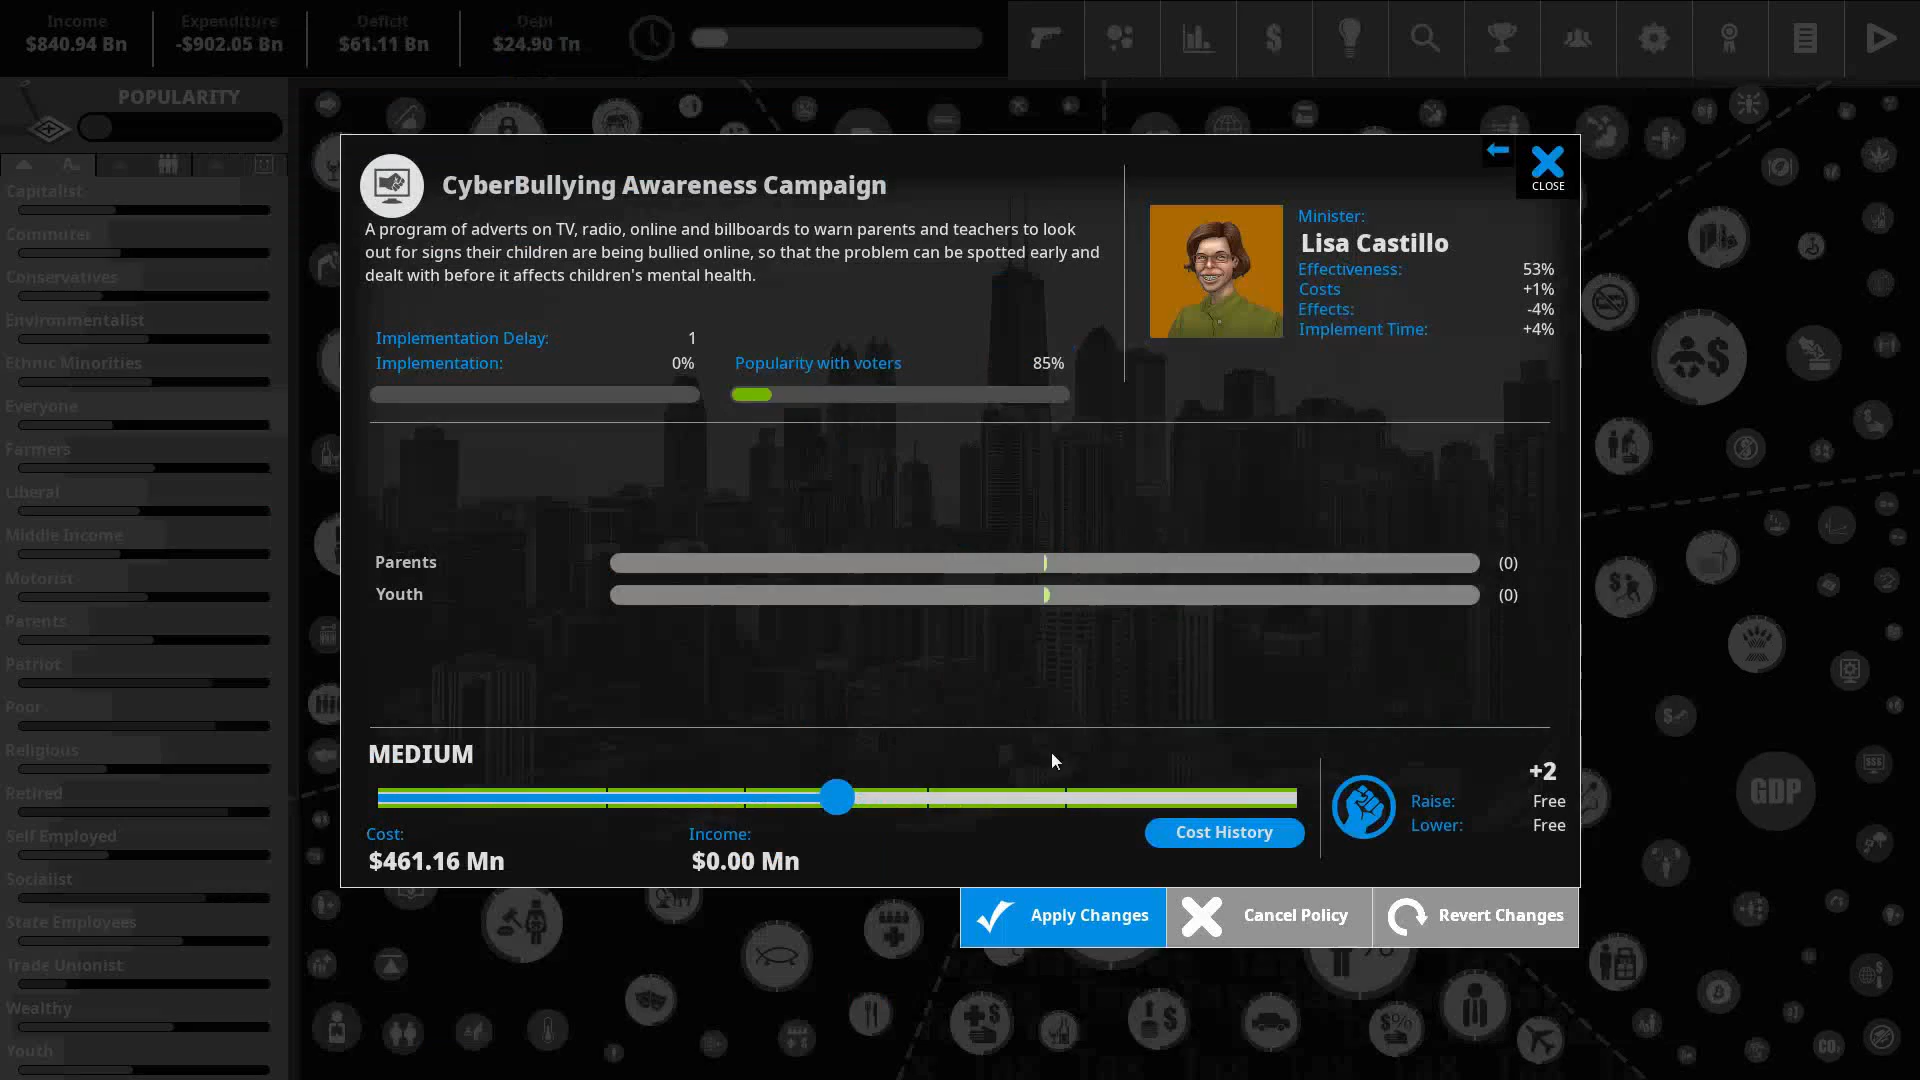 Income
$840.94 Bn
Expenditure
-$902.05 Bn
Deficit
$61.11 Bn
Debt
$24.90 Tn
POPULARITY
Capitalist
Commuter
Conservatives
Environmentalist
Ethnic Minorities
Everyone
Farmers
Liberal
Middle Income
Motorist
Parents
Patriot
Poor
Religious
Retired
Self Employed
Socialist
State Employees
Trade Unionist
Wealthy
Youth
CyberBullying Awareness Campaign
A program of adverts on TV, radio, online and billboards to warn parents and teachers to look
out for signs their children are being bullied online, so that the problem can be spotted early and
dealt with before it affects children's mental health.
Implementation Delay: 1
Implementation: 0%
Popularity with voters 85%
CLOSE
Minister:
Lisa Castillo
Effectiveness: 53%
Costs +1%
Effects: -4%
Implement Time: +4%
Parents (0)
Youth (0)
MEDIUM
Cost:
$461.16 Mn
Income:
$0.00 Mn
Cost History
+2
Raise: Free
Lower: Free
Apply Changes
Cancel Policy
Revert Changes
GDP
CO₂